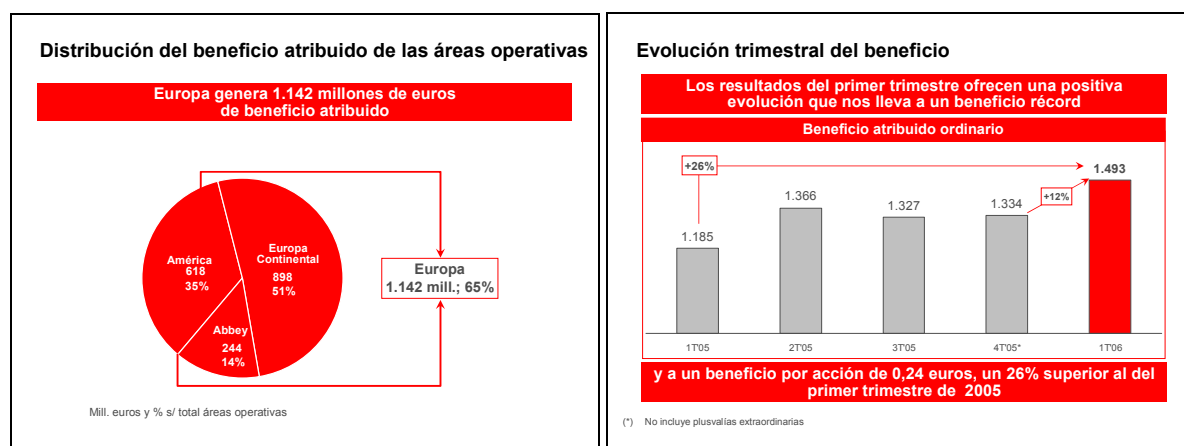 Distribución del beneficio atribuido de las áreas operativas
Europa genera 1.142 millones de euros
de beneficio atribuido
América
618
35%
Europa
Continental
898
51%
Abbey
244
14%
Europa
1.142 mill.; 65%
Mill. euros y % s/ total áreas operativas
Evolución trimestral del beneficio
Los resultados del primer trimestre ofrecen una positiva
evolución que nos lleva a un beneficio récord
Beneficio atribuido ordinario
+26%
1.185
1.366
1.327
1.334
+12%
1.493
1T'05
2T'05
3T'05
4T'05*
1T'06
y a un beneficio por acción de 0,24 euros, un 26% superior al del
primer trimestre de 2005
(*) No incluye plusvalías extraordinarias